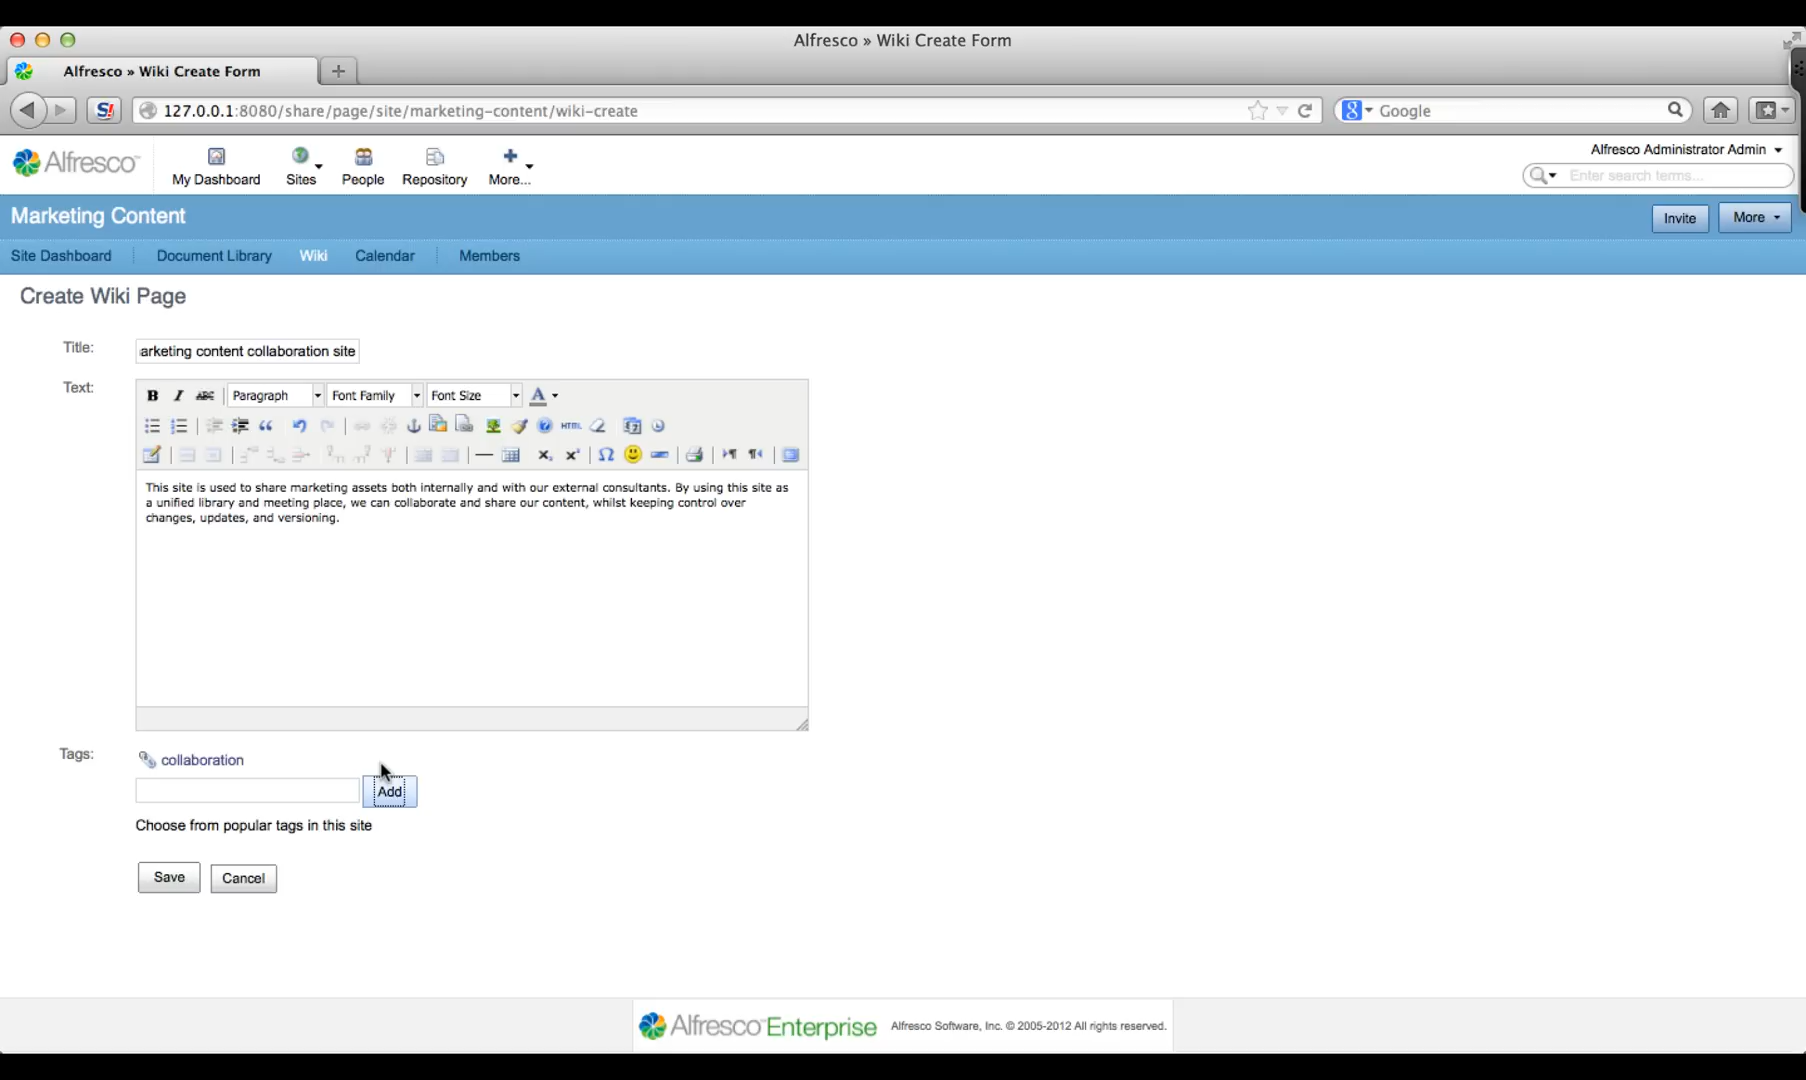 Alfresco » Wiki Create Form
Alfresco » Wiki Create Form
127.0.0.1:8080/share/page/site/marketing-content/wiki-create
Google
Alfresco™
My Dashboard
Sites
People
Repository
More...
Alfresco Administrator Admin
Enter search terms...
Marketing Content
Invite
More
Site Dashboard
Document Library
Wiki
Calendar
Members
Create Wiki Page
Title:
arketing content collaboration site
Text:
B I ABC Paragraph Font Family Font Size A
HTML
This site is used to share marketing assets both internally and with our external consultants. By using this site as
a unified library and meeting place, we can collaborate and share our content, whilst keeping control over
changes, updates, and versioning.
Tags:
collaboration
Add
Choose from popular tags in this site
Save
Cancel
Alfresco™ Enterprise
Alfresco Software, Inc. © 2005-2012 All rights reserved.